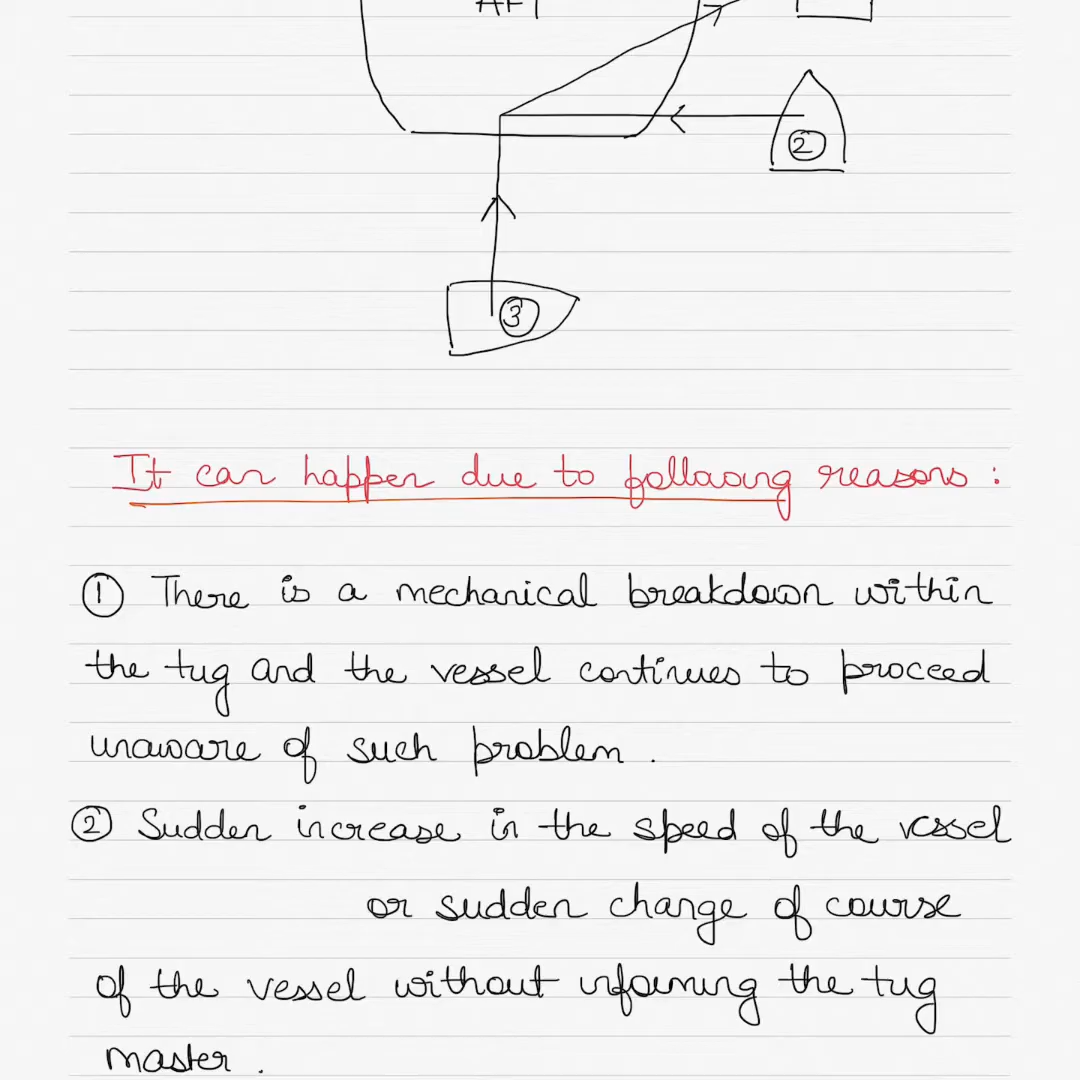 AFT
②
③
It can happen due to following reasons :
① There is a mechanical breakdown within
the tug and the vessel continues to proceed
unaware of such problem .
② Sudden increase in the speed of the vessel
or sudden change of course
of the vessel without informing the tug
master .